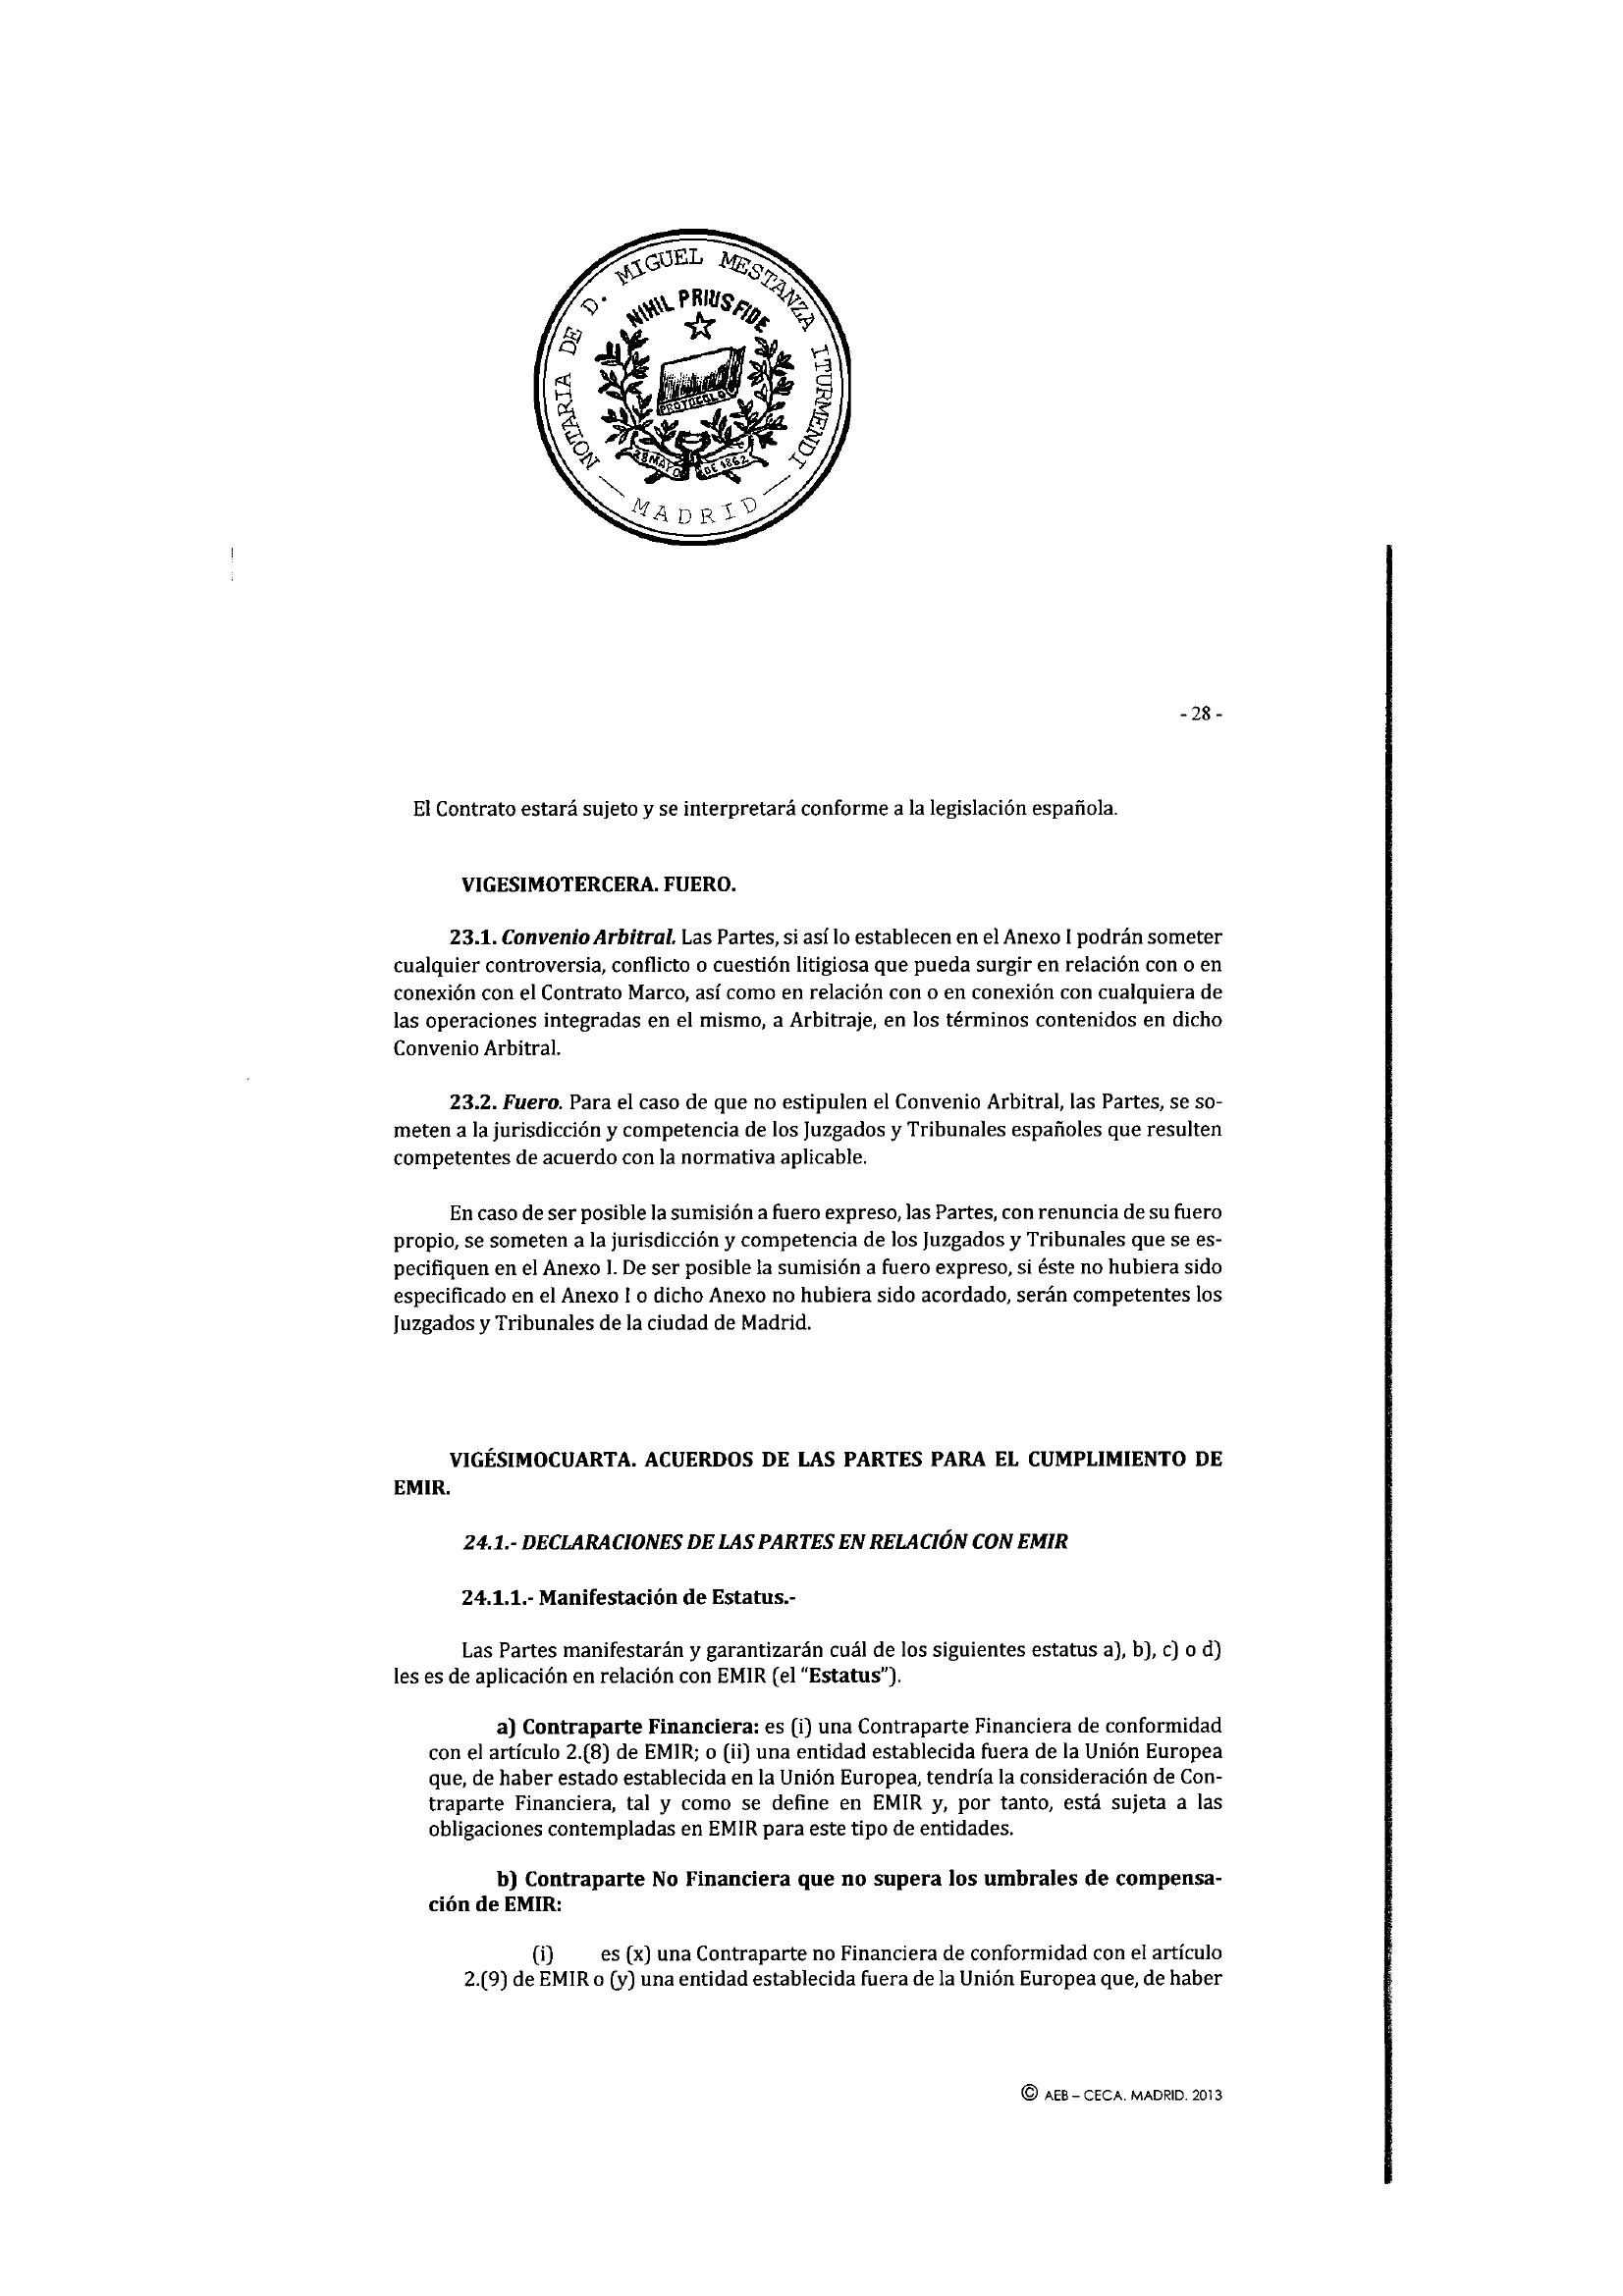 NOTARIA DE D. MIGUEL MESTANZA ITURMENDI
NIHIL PRIUS FIDE
PROTOCOLO
28 MAYO DE 1862
— MADRID —
- 28 -
El Contrato estará sujeto y se interpretará conforme a la legislación española.
VIGESIMOTERCERA. FUERO.
23.1. Convenio Arbitral. Las Partes, si así lo establecen en el Anexo I podrán someter
cualquier controversia, conflicto o cuestión litigiosa que pueda surgir en relación con o en
conexión con el Contrato Marco, así como en relación con o en conexión con cualquiera de
las operaciones integradas en el mismo, a Arbitraje, en los términos contenidos en dicho
Convenio Arbitral.
23.2. Fuero. Para el caso de que no estipulen el Convenio Arbitral, las Partes, se so-
meten a la jurisdicción y competencia de los Juzgados y Tribunales españoles que resulten
competentes de acuerdo con la normativa aplicable.
En caso de ser posible la sumisión a fuero expreso, las Partes, con renuncia de su fuero
propio, se someten a la jurisdicción y competencia de los Juzgados y Tribunales que se es-
pecifiquen en el Anexo I. De ser posible la sumisión a fuero expreso, si éste no hubiera sido
especificado en el Anexo I o dicho Anexo no hubiera sido acordado, serán competentes los
Juzgados y Tribunales de la ciudad de Madrid.
VIGÉSIMOCUARTA. ACUERDOS DE LAS PARTES PARA EL CUMPLIMIENTO DE
EMIR.
24.1.- DECLARACIONES DE LAS PARTES EN RELACIÓN CON EMIR
24.1.1.- Manifestación de Estatus.-
Las Partes manifestarán y garantizarán cuál de los siguientes estatus a), b), c) o d)
les es de aplicación en relación con EMIR (el “Estatus”).
a) Contraparte Financiera: es (i) una Contraparte Financiera de conformidad
con el artículo 2.(8) de EMIR; o (ii) una entidad establecida fuera de la Unión Europea
que, de haber estado establecida en la Unión Europea, tendría la consideración de Con-
traparte Financiera, tal y como se define en EMIR y, por tanto, está sujeta a las
obligaciones contempladas en EMIR para este tipo de entidades.
b) Contraparte No Financiera que no supera los umbrales de compensa-
ción de EMIR:
(i) es (x) una Contraparte no Financiera de conformidad con el artículo
2.(9) de EMIR o (y) una entidad establecida fuera de la Unión Europea que, de haber
© AEB – CECA. MADRID. 2013